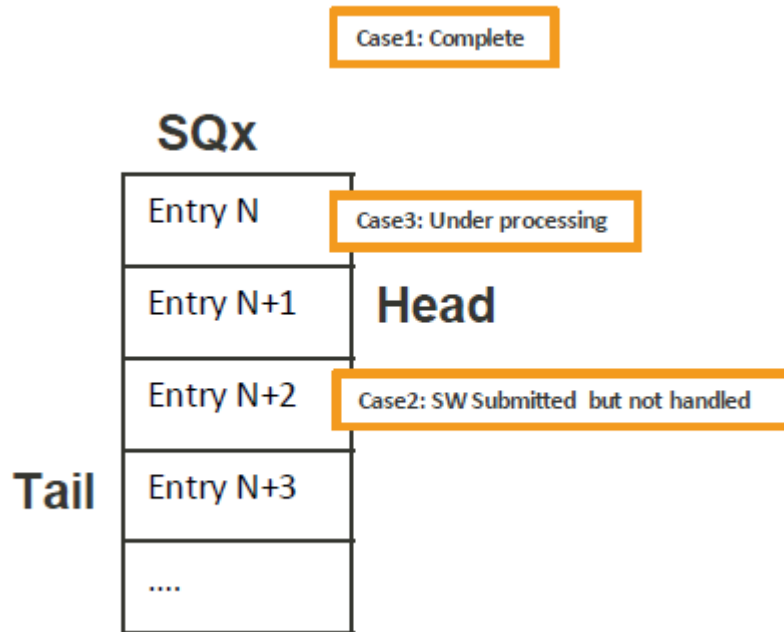 Case1: Complete
SQx
Entry N
Case3: Under processing
Entry N+1
Head
Entry N+2
Case2: SW Submitted but not handled
Tail
Entry N+3
....